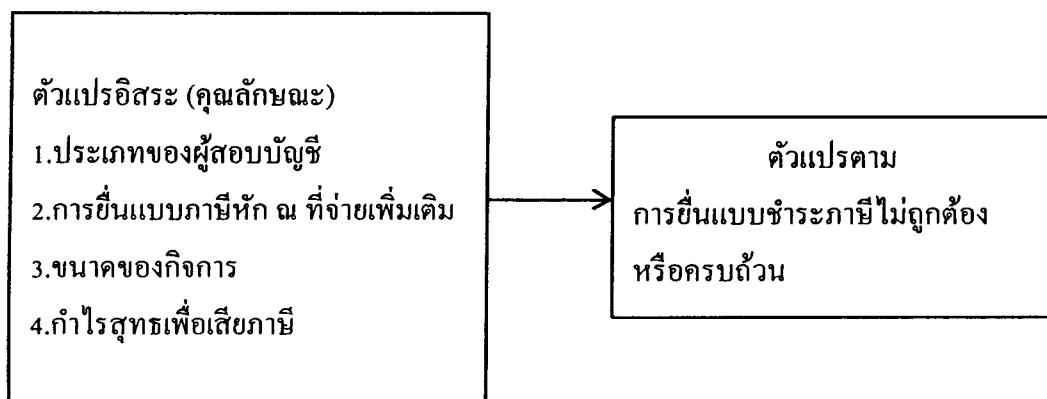 ตัวแปรอิสระ (คุณลักษณะ)
1.ประเภทของผู้สอบบัญชี
2.การยื่นแบบภาษีหัก ณ ที่จ่ายเพิ่มเติม
3.ขนาดของกิจการ
4.กำไรสุทธเพื่อเสียภาษี
ตัวแปรตาม
การยื่นแบบชำระภาษีไม่ถูกต้อง
หรือครบถ้วน